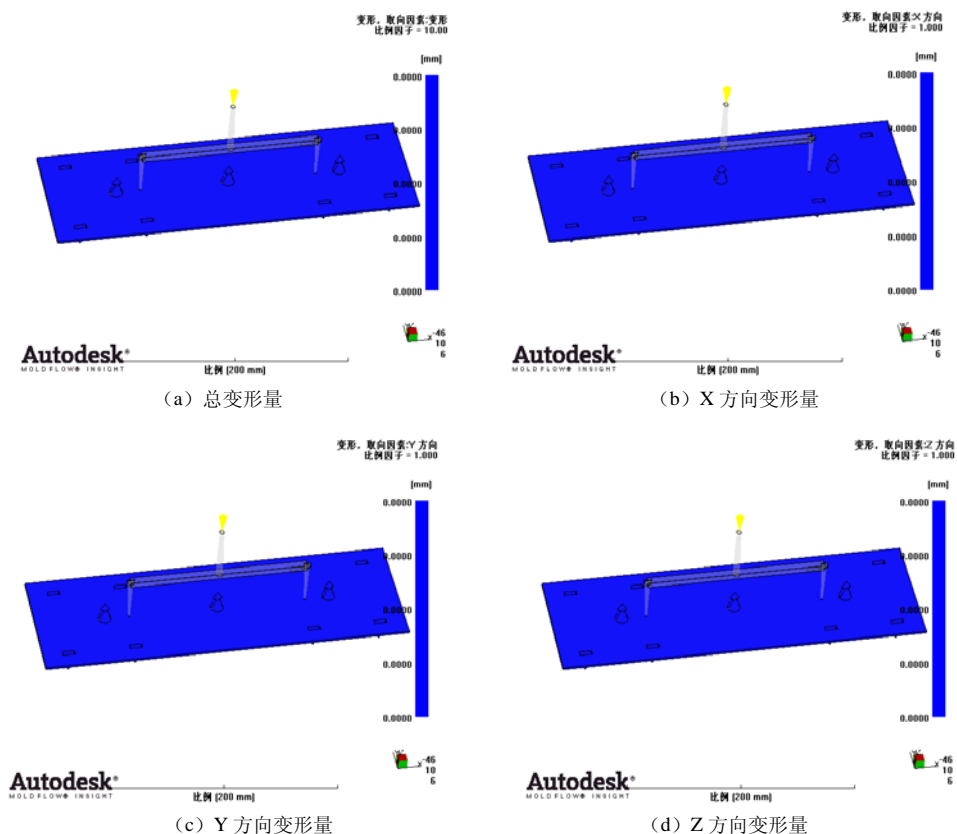 变形，取向因素:变形
比例因子 = 10.00
[mm]
0.0000
0.0000
0.0000
0.0000
0.0000
-46
10
6
Autodesk®
MOLDFLOW® INSIGHT
比例 (200 mm)
（a）总变形量
变形，取向因素:X 方向
比例因子 = 1.000
[mm]
0.0000
0.0000
0.0000
0.0000
0.0000
-46
10
6
Autodesk®
MOLDFLOW® INSIGHT
比例 (200 mm)
（b）X 方向变形量
变形，取向因素:Y 方向
比例因子 = 1.000
[mm]
0.0000
0.0000
0.0000
0.0000
0.0000
-46
10
6
Autodesk®
MOLDFLOW® INSIGHT
比例 (200 mm)
（c）Y 方向变形量
变形，取向因素:Z 方向
比例因子 = 1.000
[mm]
0.0000
0.0000
0.0000
0.0000
0.0000
-46
10
6
Autodesk®
MOLDFLOW® INSIGHT
比例 (200 mm)
（d）Z 方向变形量